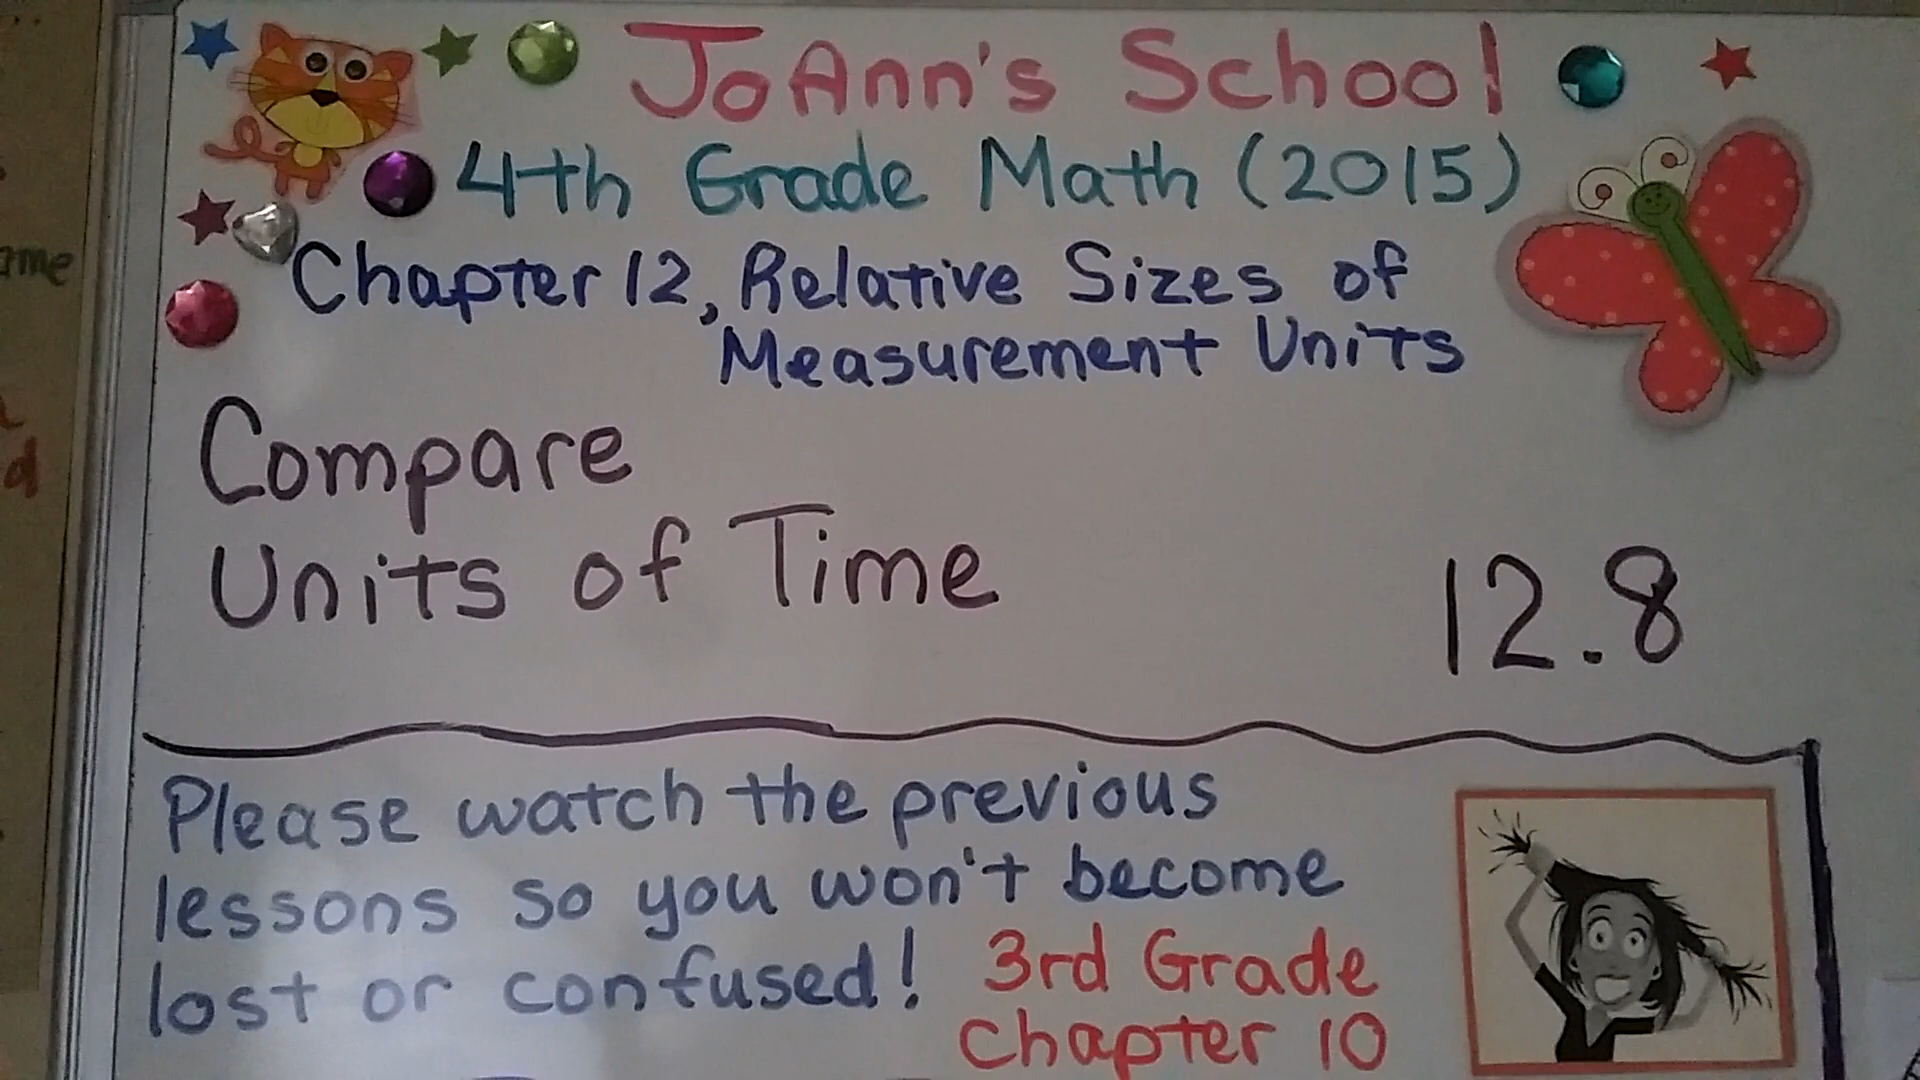 JoAnn's School
4th Grade Math (2015)
Chapter 12, Relative Sizes of
Measurement Units
Compare
Units of Time
12.8
Please watch the previous
lessons so you won't become
lost or confused!
3rd Grade
Chapter 10
ame
d